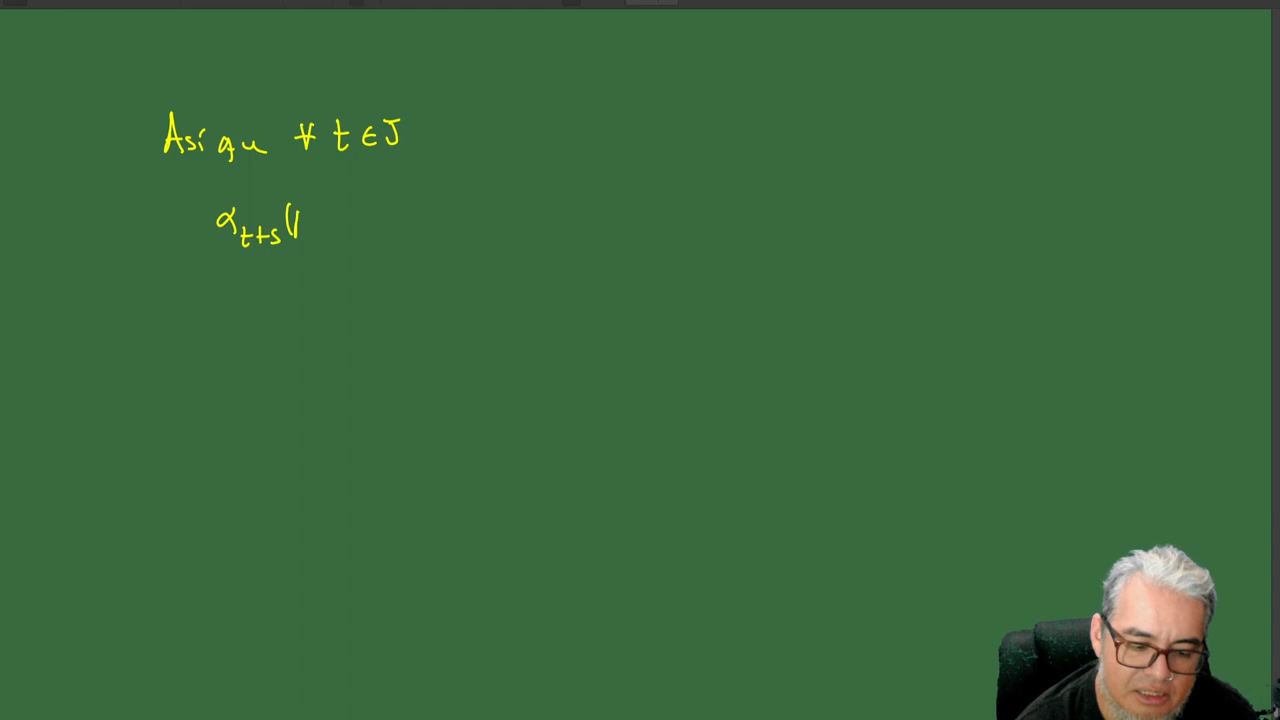 Así qu ∀ t ∈ J
α_{t+s}(